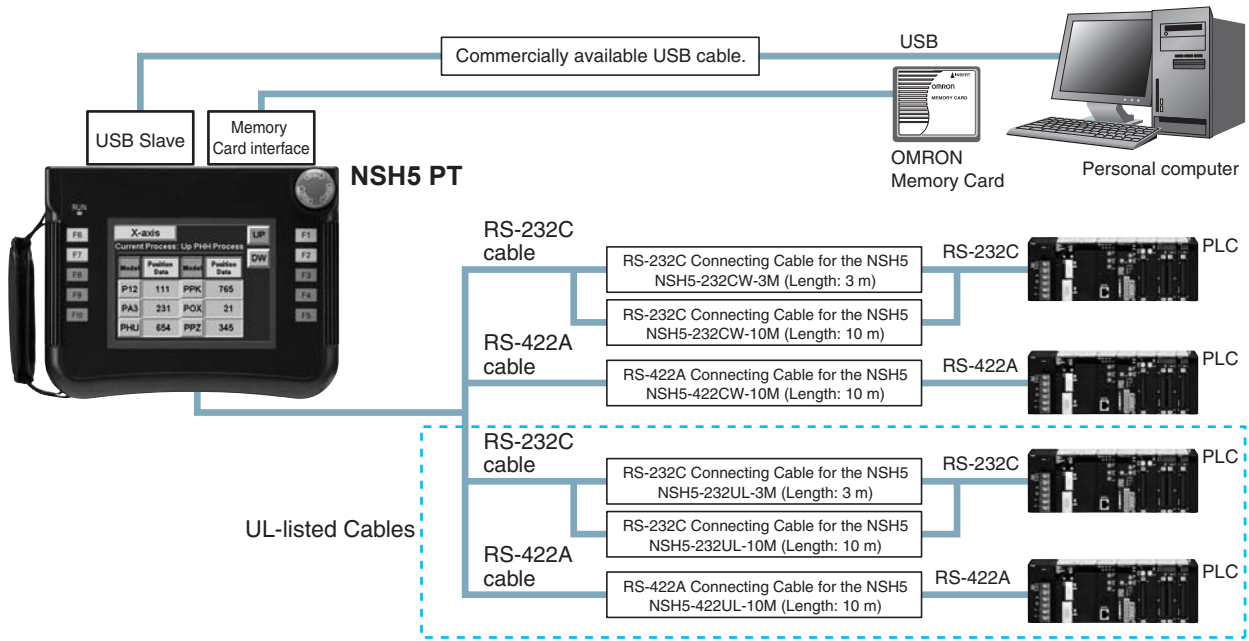 Commercially available USB cable.
USB
INSERT
OMRON
MEMORY CARD
USB Slave
Memory
Card interface
OMRON
Memory Card
Personal computer
NSH5 PT
RUN
F6
F7
F8
F9
F10
X-axis
UP
Current Process: Up PHH Process
DW
Model
Position
Data
Model
Position
Data
P12 111 PPK 765
PA3 231 POX 21
PHU 654 PPZ 345
F1
F2
F3
F4
F5
RS-232C
cable
RS-232C Connecting Cable for the NSH5
NSH5-232CW-3M (Length: 3 m)
RS-232C
PLC
RS-232C Connecting Cable for the NSH5
NSH5-232CW-10M (Length: 10 m)
RS-422A
cable
RS-422A Connecting Cable for the NSH5
NSH5-422CW-10M (Length: 10 m)
RS-422A
PLC
UL-listed Cables
RS-232C
cable
RS-232C Connecting Cable for the NSH5
NSH5-232UL-3M (Length: 3 m)
RS-232C
PLC
RS-232C Connecting Cable for the NSH5
NSH5-232UL-10M (Length: 10 m)
RS-422A
cable
RS-422A Connecting Cable for the NSH5
NSH5-422UL-10M (Length: 10 m)
RS-422A
PLC